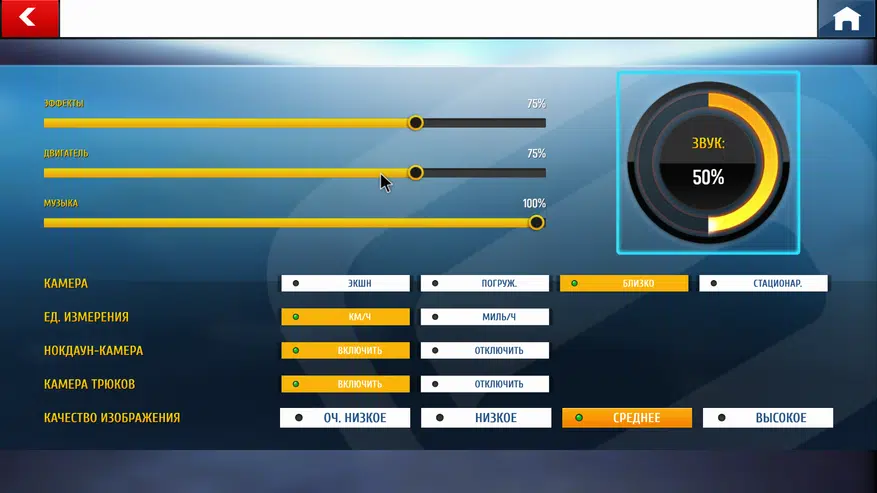 ЭФФЕКТЫ 75%
ДВИГАТЕЛЬ 75%
МУЗЫКА 100%
ЗВУК:
50%
КАМЕРА ЭКШН ПОГРУЖ. БЛИЗКО СТАЦИОНАР.
ЕД. ИЗМЕРЕНИЯ КМ/Ч МИЛЬ/Ч
НОКДАУН-КАМЕРА ВКЛЮЧИТЬ ОТКЛЮЧИТЬ
КАМЕРА ТРЮКОВ ВКЛЮЧИТЬ ОТКЛЮЧИТЬ
КАЧЕСТВО ИЗОБРАЖЕНИЯ ОЧ. НИЗКОЕ НИЗКОЕ СРЕДНЕЕ ВЫСОКОЕ